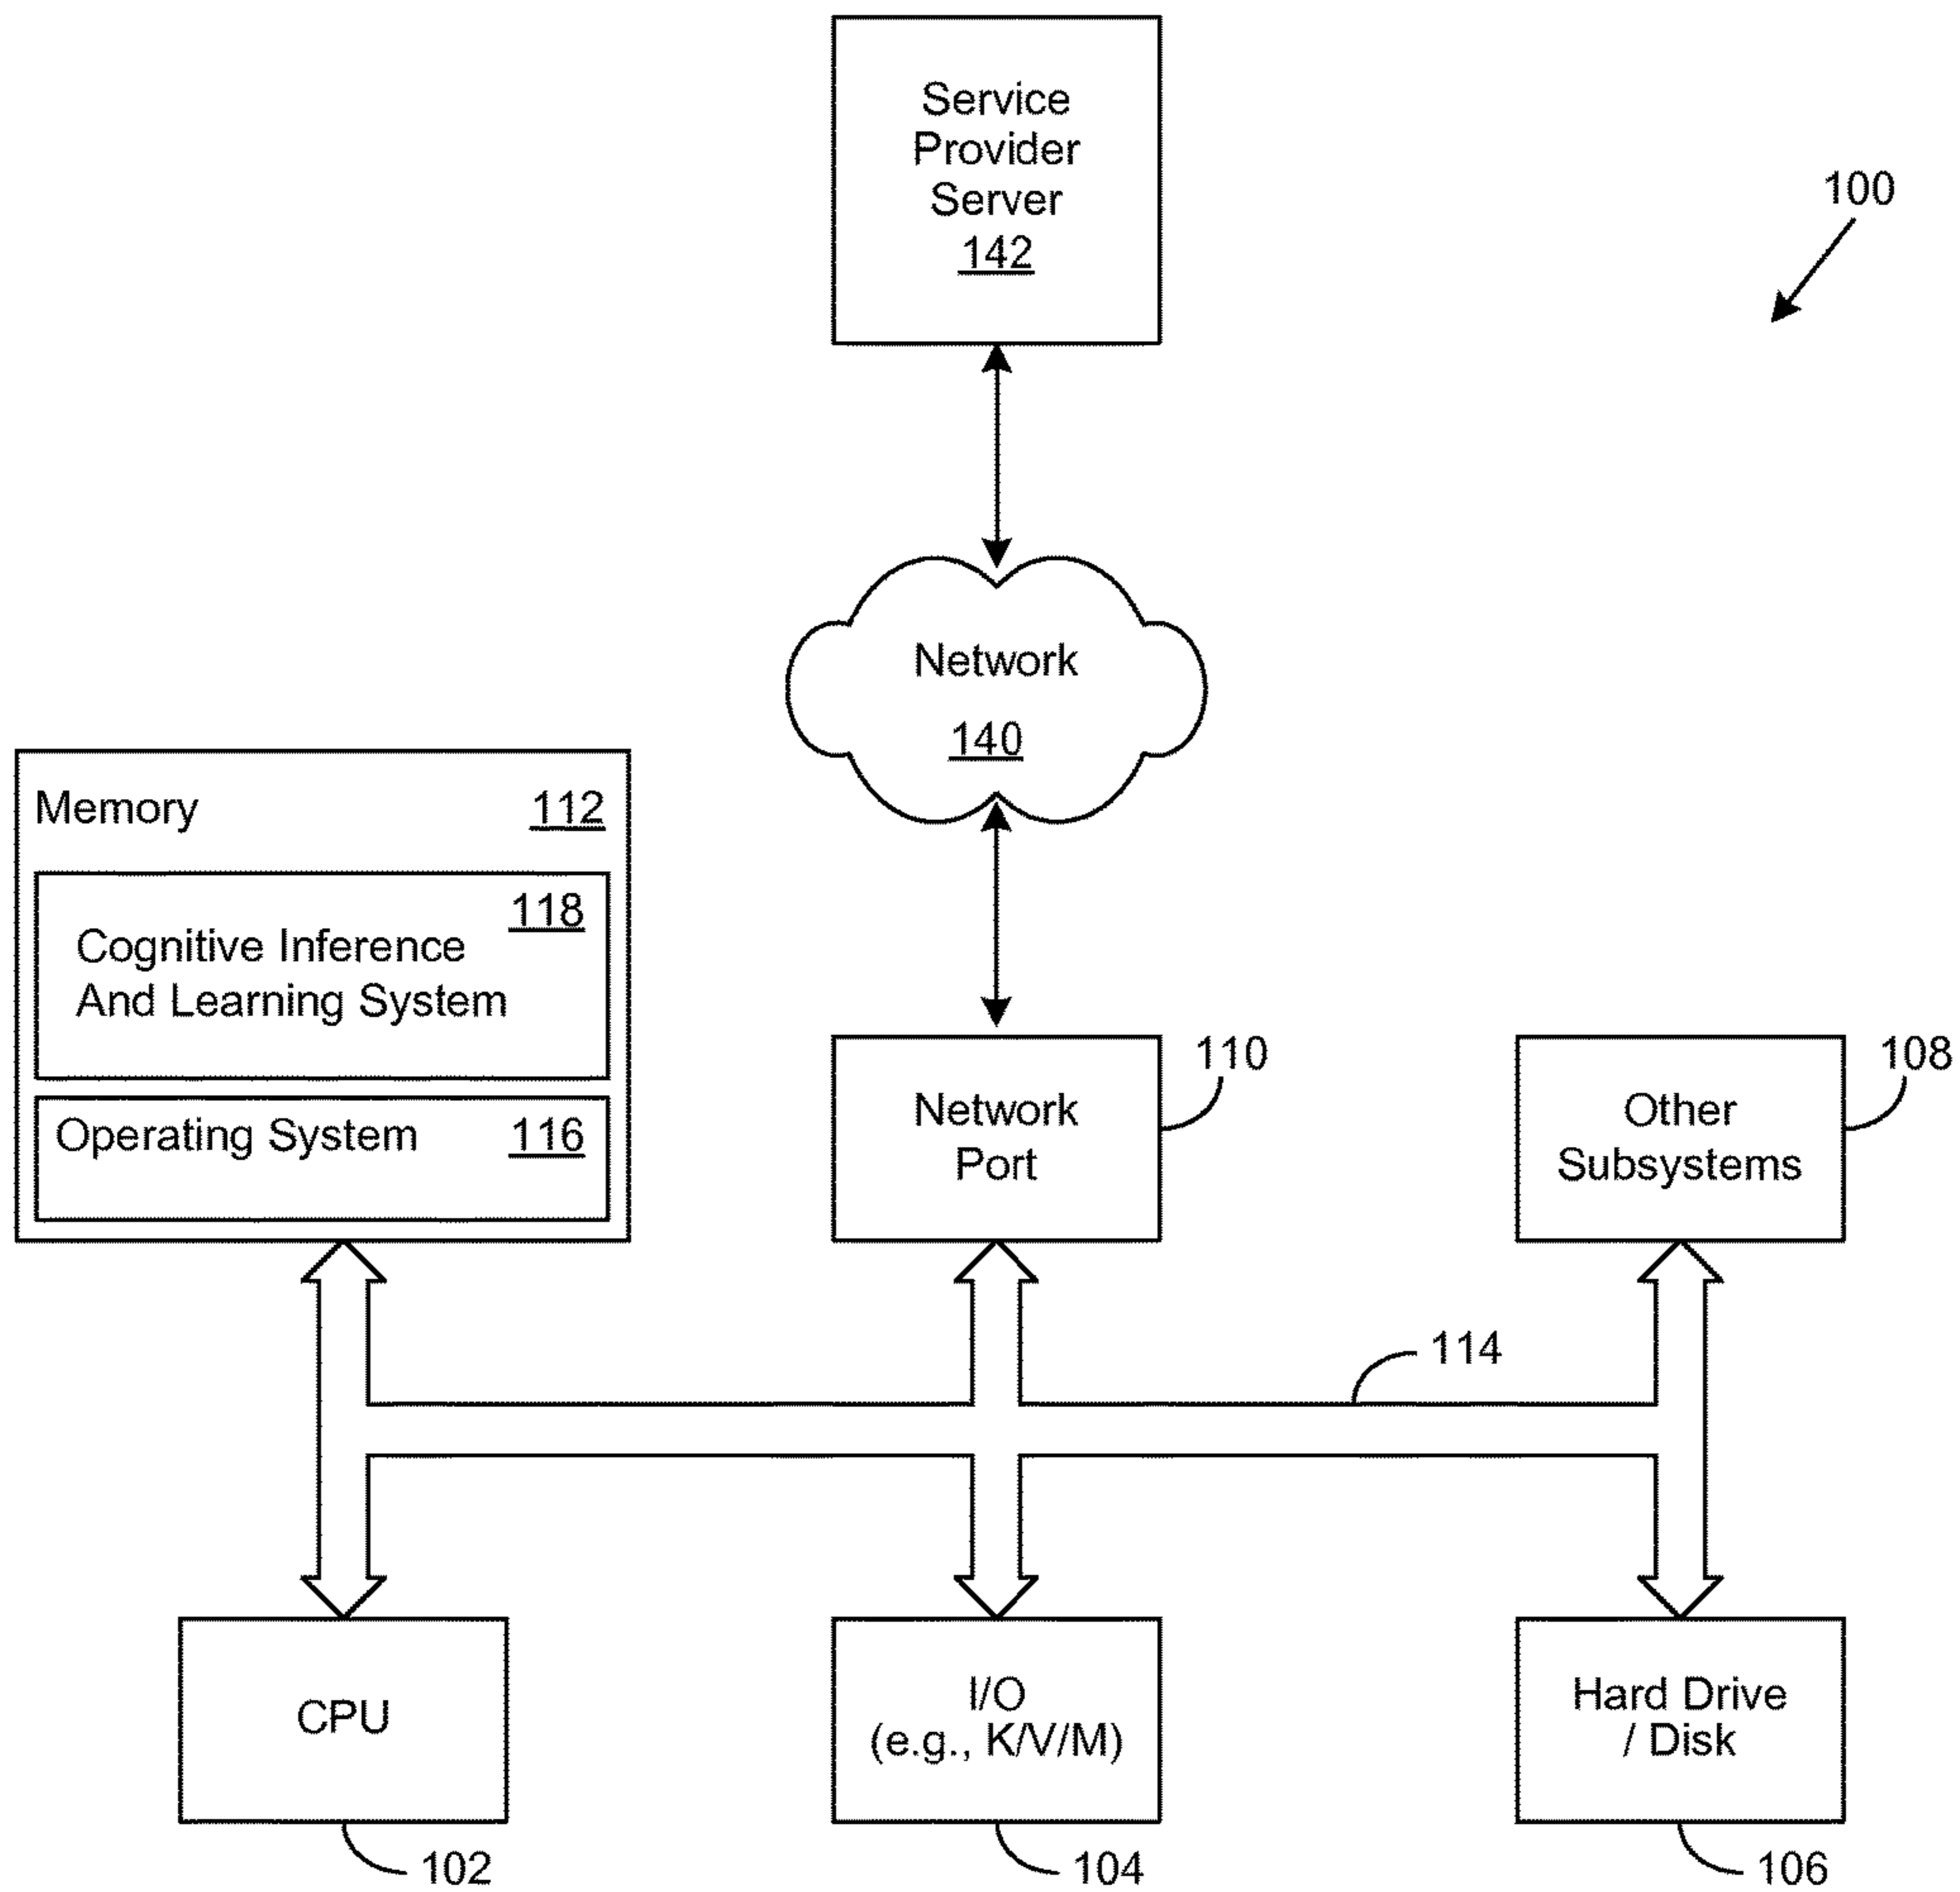 Service
Provider
Server
142
100
Network
140
Memory 112
118
Cognitive Inference
And Learning System
Operating System 116
Network
Port
110
Other
Subsystems
108
114
CPU
102
I/O
(e.g., K/V//M)
104
Hard Drive
/ Disk
106